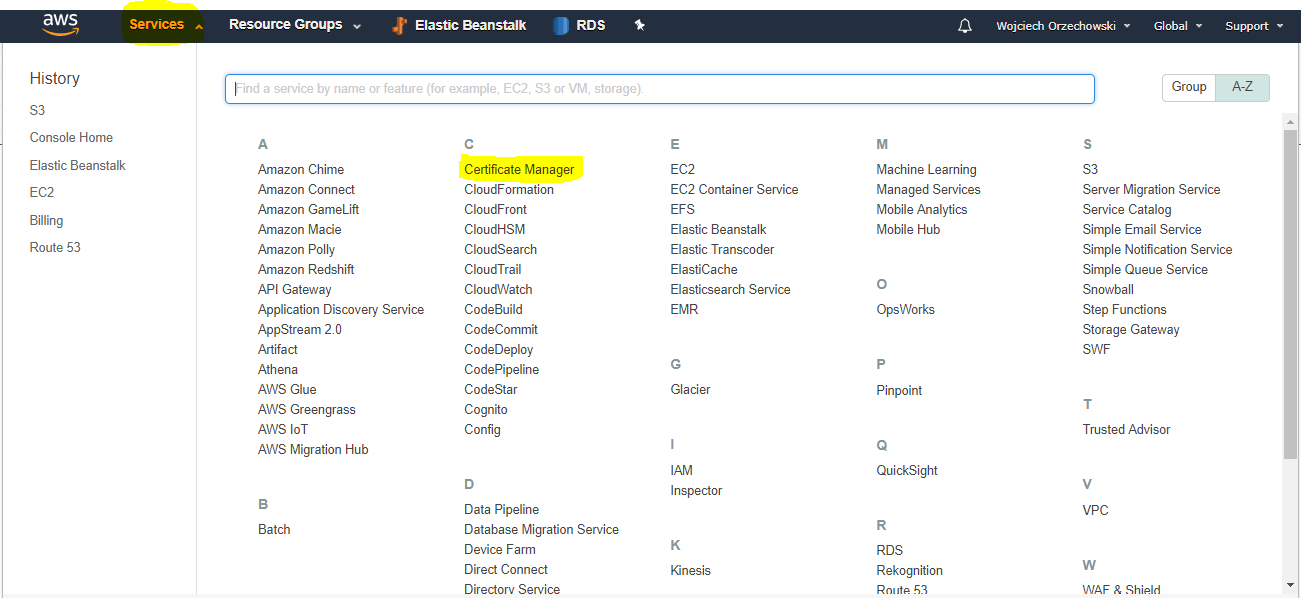 aws
Services
Resource Groups
Elastic Beanstalk
RDS
Wojciech Orzechowski
Global
Support
History
S3
Console Home
Elastic Beanstalk
EC2
Billing
Route 53
Find a service by name or feature (for example, EC2, S3 or VM, storage).
Group
A-Z
A
Amazon Chime
Amazon Connect
Amazon GameLift
Amazon Macie
Amazon Polly
Amazon Redshift
API Gateway
Application Discovery Service
AppStream 2.0
Artifact
Athena
AWS Glue
AWS Greengrass
AWS IoT
AWS Migration Hub
B
Batch
C
Certificate Manager
CloudFormation
CloudFront
CloudHSM
CloudSearch
CloudTrail
CloudWatch
CodeBuild
CodeCommit
CodeDeploy
CodePipeline
CodeStar
Cognito
Config
D
Data Pipeline
Database Migration Service
Device Farm
Direct Connect
Directory Service
E
EC2
EC2 Container Service
EFS
Elastic Beanstalk
Elastic Transcoder
ElastiCache
Elasticsearch Service
EMR
G
Glacier
I
IAM
Inspector
K
Kinesis
M
Machine Learning
Managed Services
Mobile Analytics
Mobile Hub
O
OpsWorks
P
Pinpoint
Q
QuickSight
R
RDS
Rekognition
Route 53
S
S3
Server Migration Service
Service Catalog
Simple Email Service
Simple Notification Service
Simple Queue Service
Snowball
Step Functions
Storage Gateway
SWF
T
Trusted Advisor
V
VPC
W
WAF & Shield